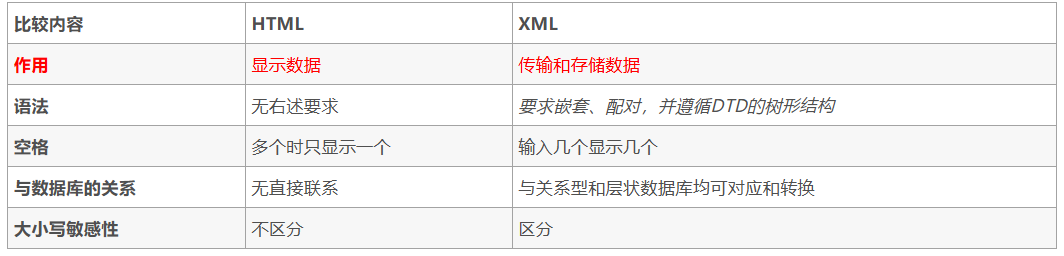 比较内容 HTML XML
作用 显示数据 传输和存储数据
语法 无右述要求 要求嵌套、配对，并遵循DTD的树形结构
空格 多个时只显示一个 输入几个显示几个
与数据库的关系 无直接联系 与关系型和层状数据库均可对应和转换
大小写敏感性 不区分 区分